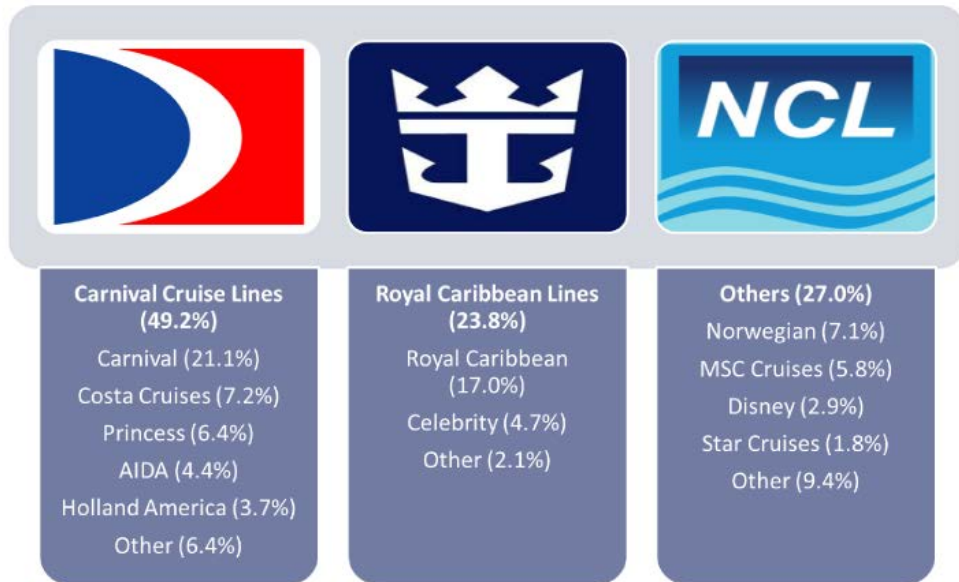 NCL
Carnival Cruise Lines
(49.2%)
Carnival (21.1%)
Costa Cruises (7.2%)
Princess (6.4%)
AIDA (4.4%)
Holland America (3.7%)
Other (6.4%)
Royal Caribbean Lines
(23.8%)
Royal Caribbean
(17.0%)
Celebrity (4.7%)
Other (2.1%)
Others (27.0%)
Norwegian (7.1%)
MSC Cruises (5.8%)
Disney (2.9%)
Star Cruises (1.8%)
Other (9.4%)